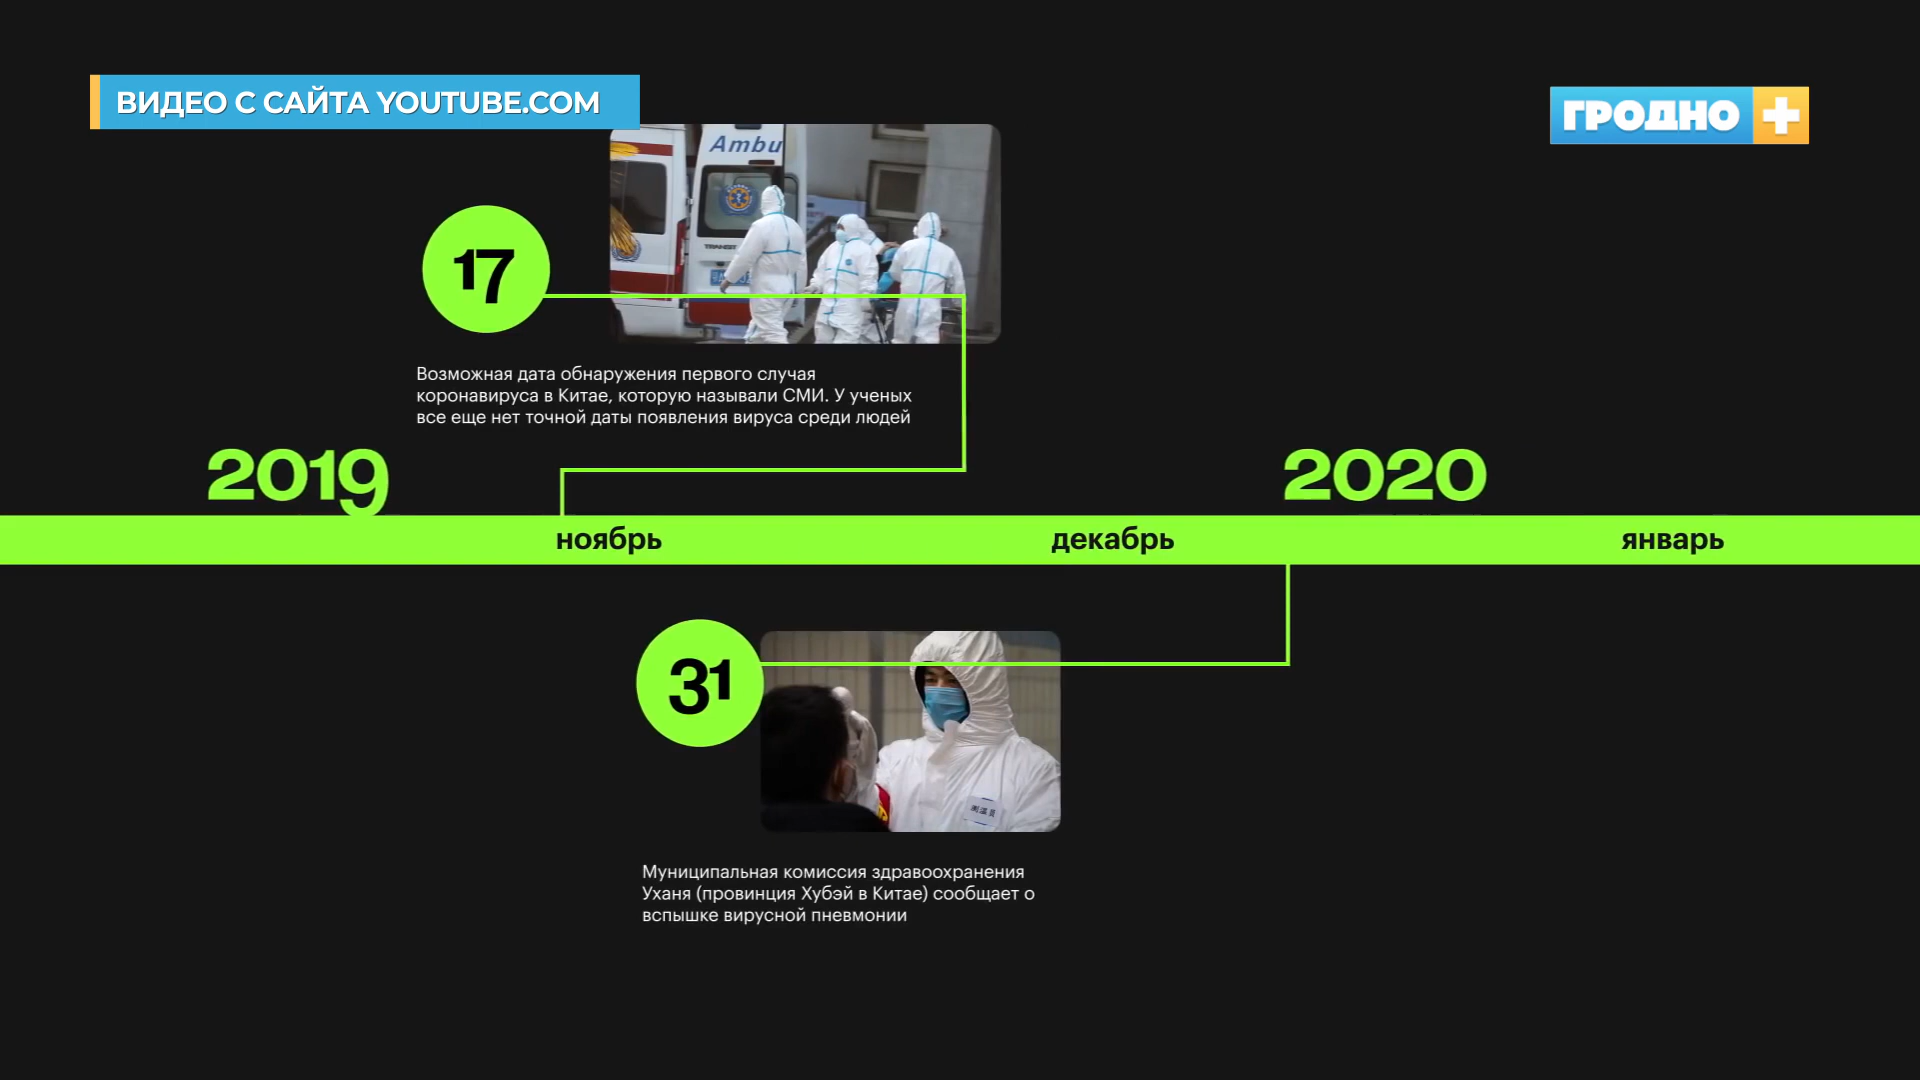 ВИДЕО С САЙТА YOUTUBE.COM
ГРОДНО +
Ambu
TRANSIT
17
Возможная дата обнаружения первого случая
коронавируса в Китае, которую называли СМИ. У ученых
все еще нет точной даты появления вируса среди людей
2019
2020
ноябрь
декабрь
январь
31
Муниципальная комиссия здравоохранения
Уханя (провинция Хубэй в Китае) сообщает о
вспышке вирусной пневмонии